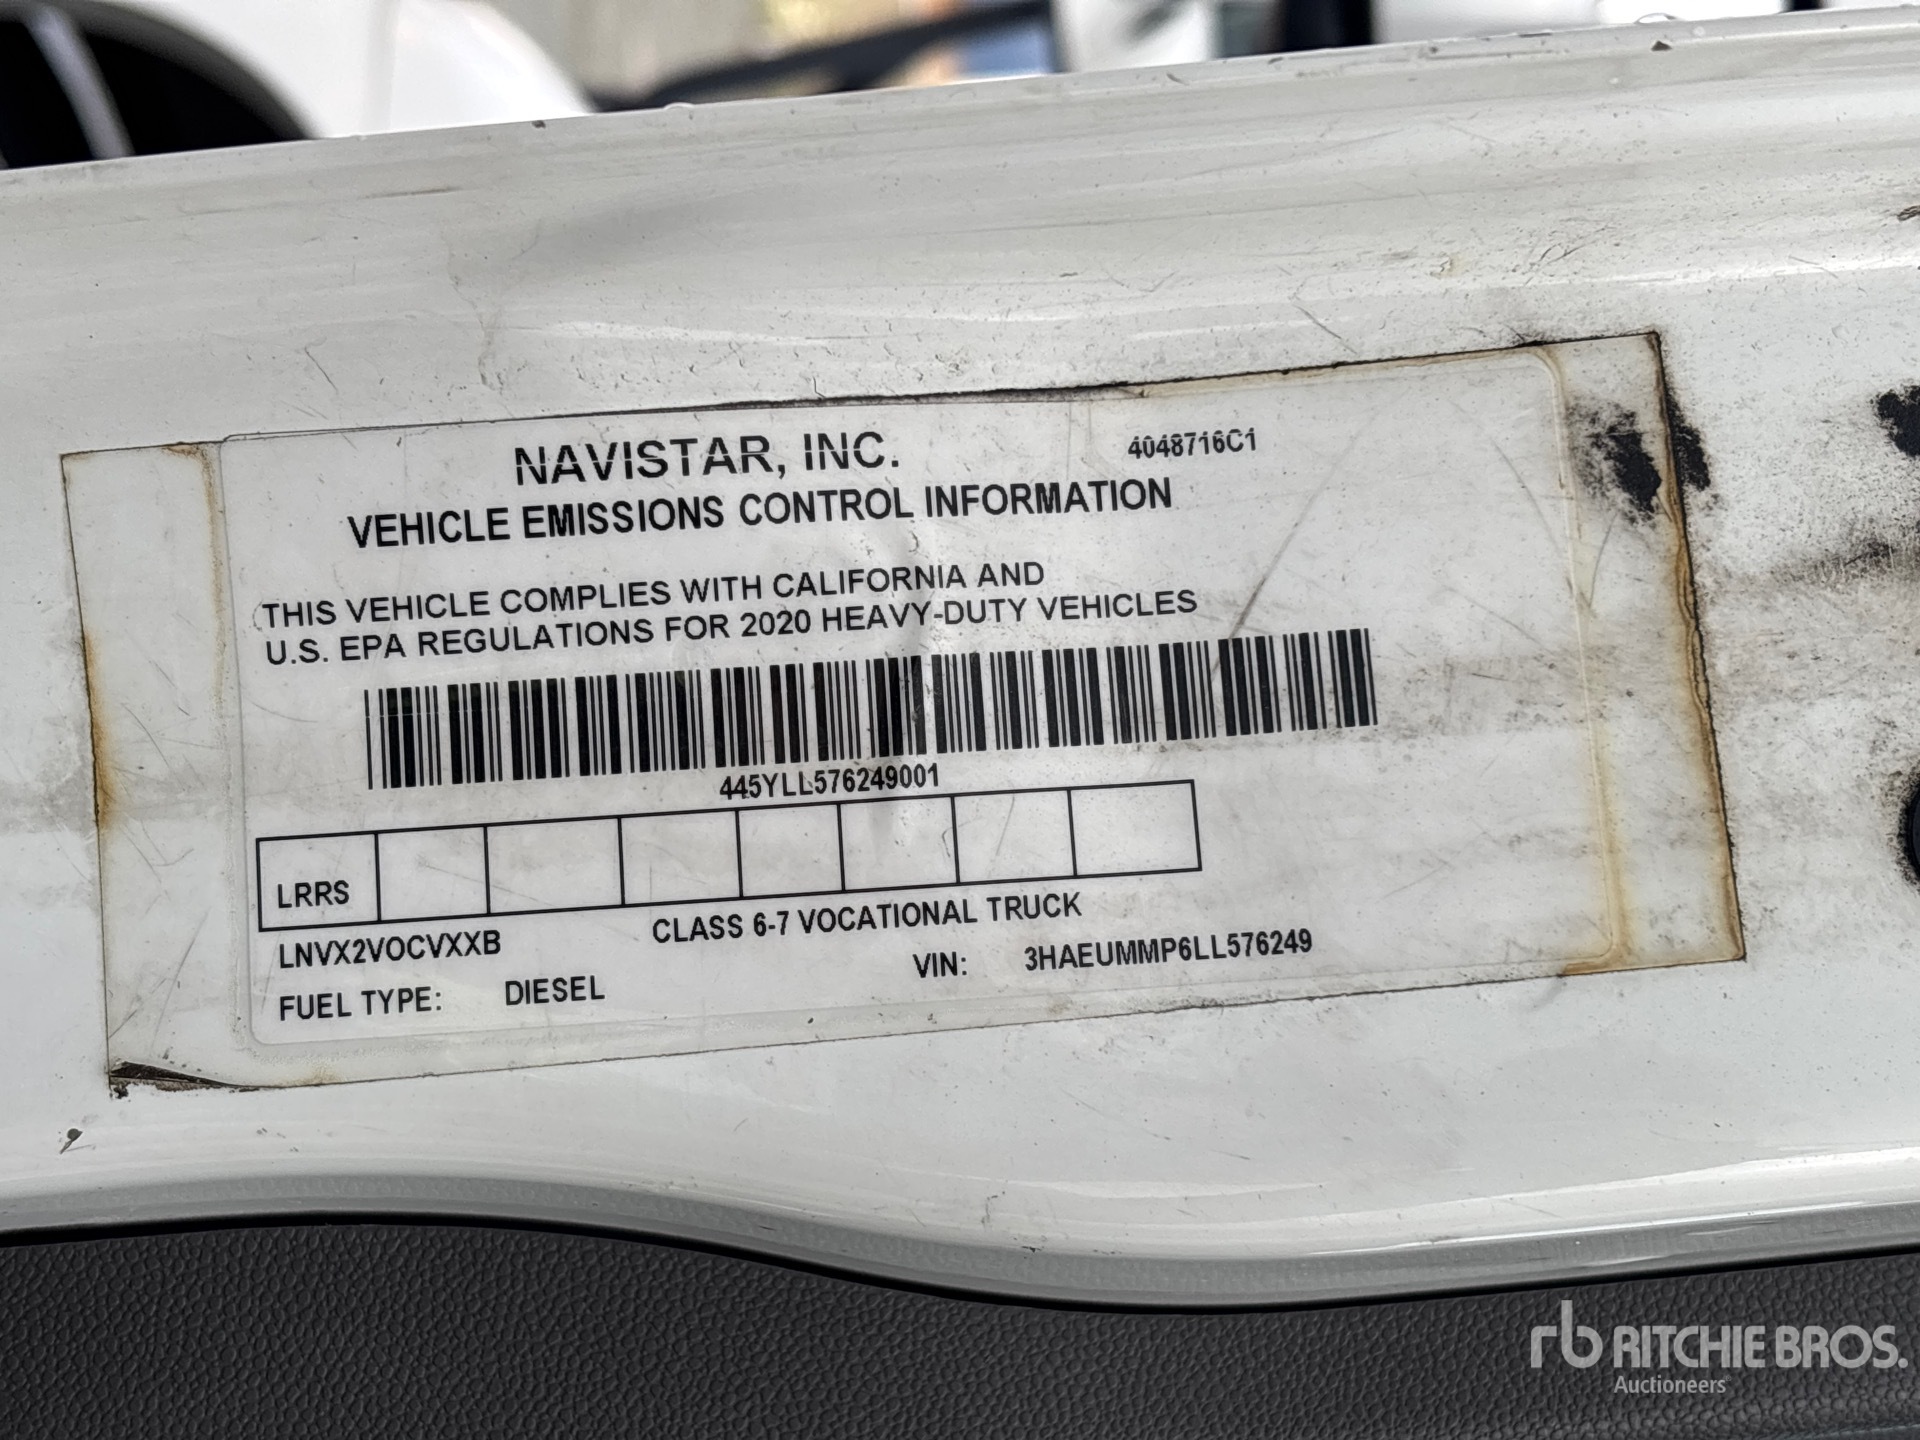 NAVISTAR, INC.
4048716C1
VEHICLE EMISSIONS CONTROL INFORMATION
THIS VEHICLE COMPLIES WITH CALIFORNIA AND
U.S. EPA REGULATIONS FOR 2020 HEAVY-DUTY VEHICLES
445YLL576249001
LRRS
LNVX2VOCVXXB
CLASS 6-7 VOCATIONAL TRUCK
FUEL TYPE: DIESEL
VIN: 3HAEUMMP6LL576249
rb RITCHIE BROS.
Auctioneers